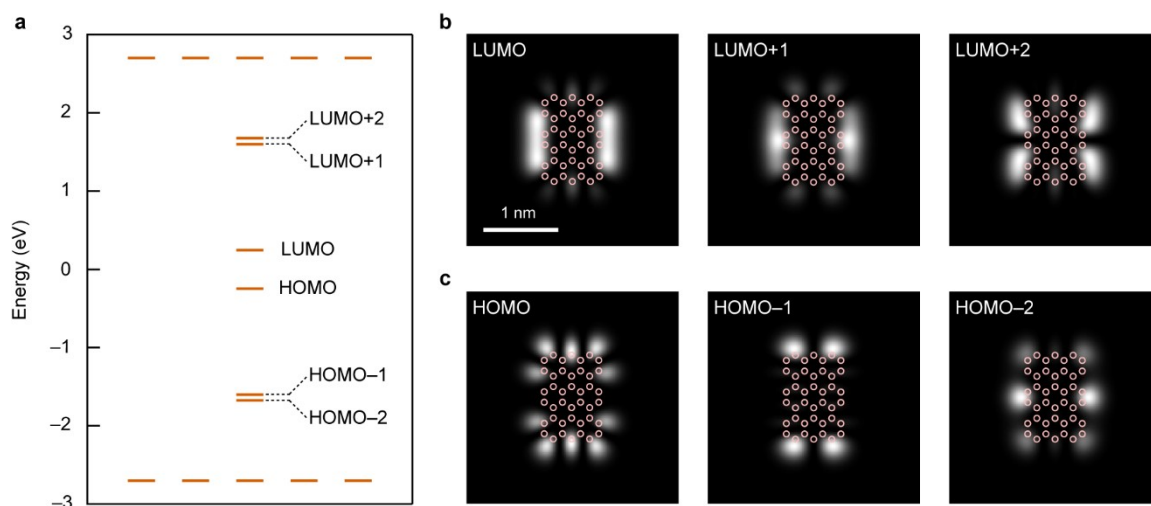 a
3
2
1
0
–1
–2
–3
Energy (eV)
LUMO+2
LUMO+1
LUMO
HOMO
HOMO–1
HOMO–2
b
LUMO
LUMO+1
LUMO+2
1 nm
c
HOMO
HOMO–1
HOMO–2